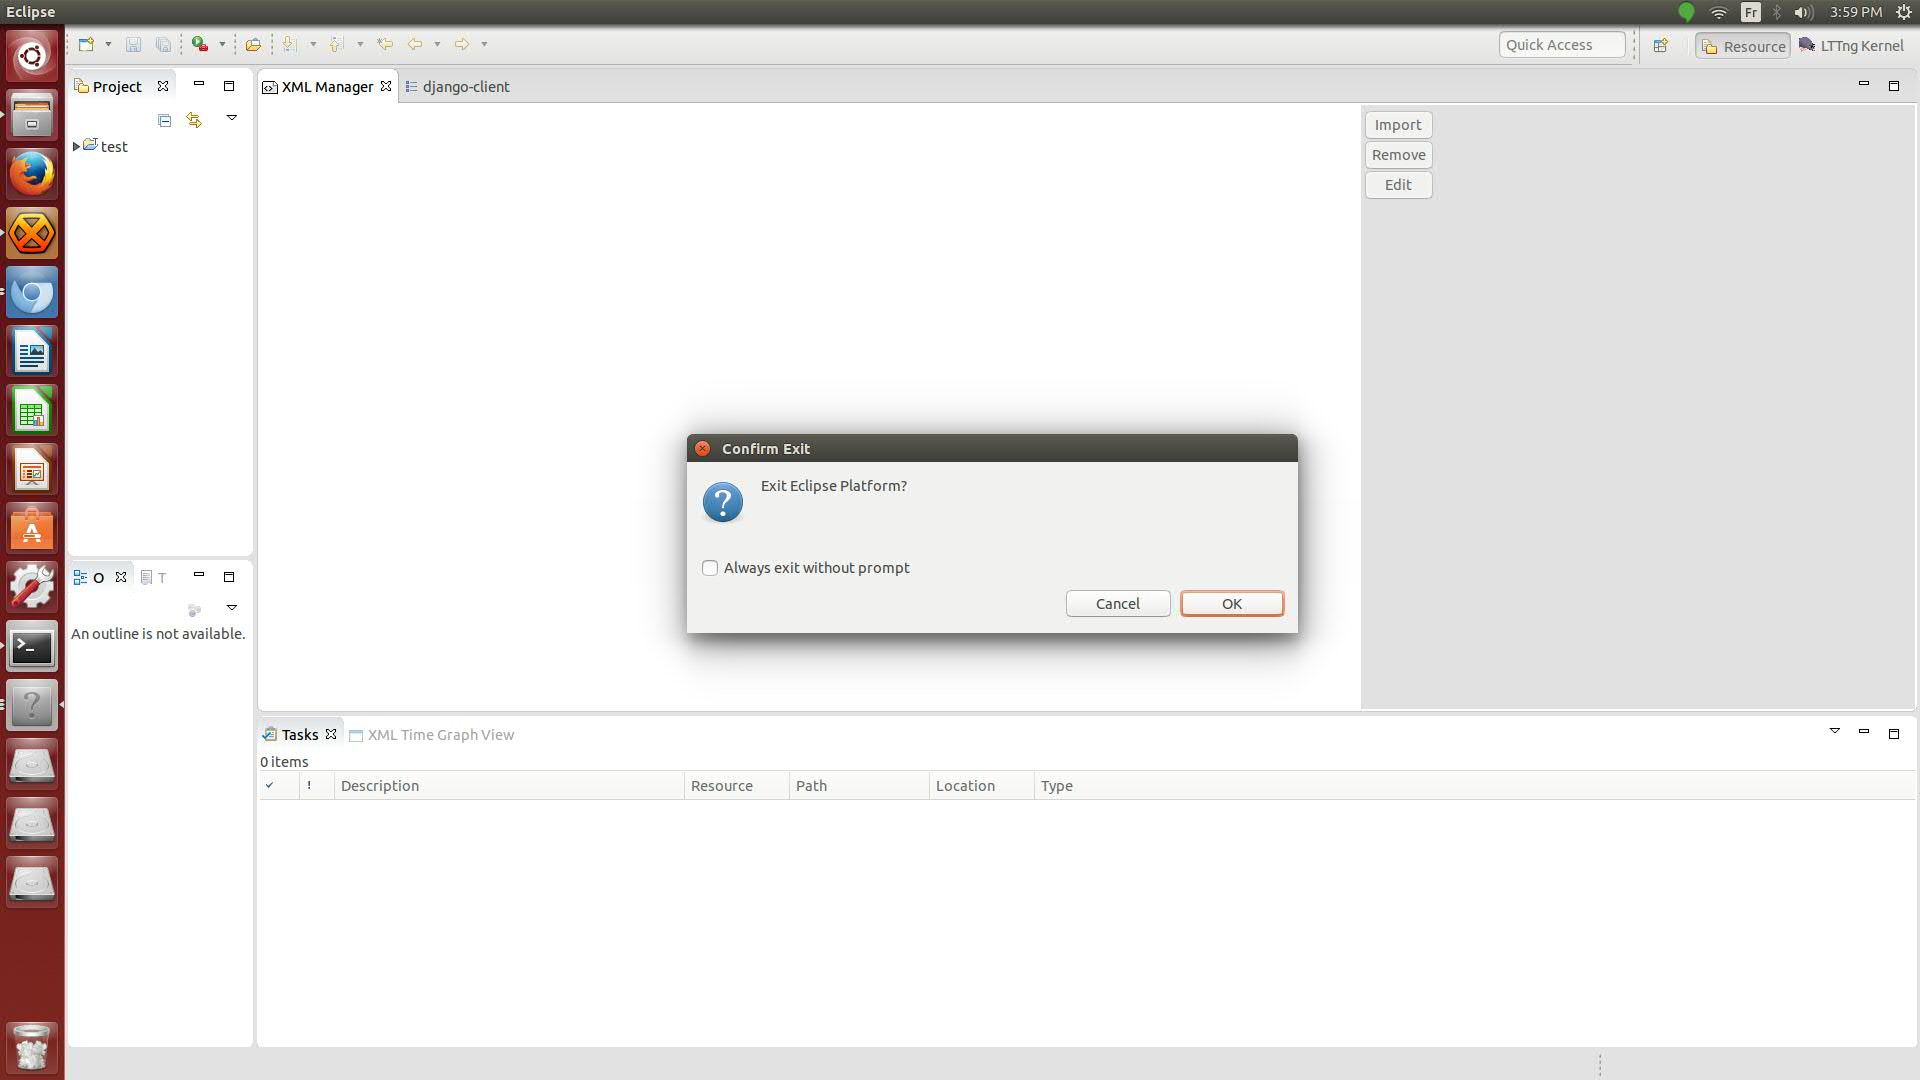 Eclipse
Fr
3:59 PM
Quick Access
Resource
LTTng Kernel
Project
XML Manager
django-client
test
Import
Remove
Edit
Confirm Exit
Exit Eclipse Platform?
Always exit without prompt
Cancel
OK
O
T
An outline is not available.
Tasks
XML Time Graph View
0 items
! Description Resource Path Location Type